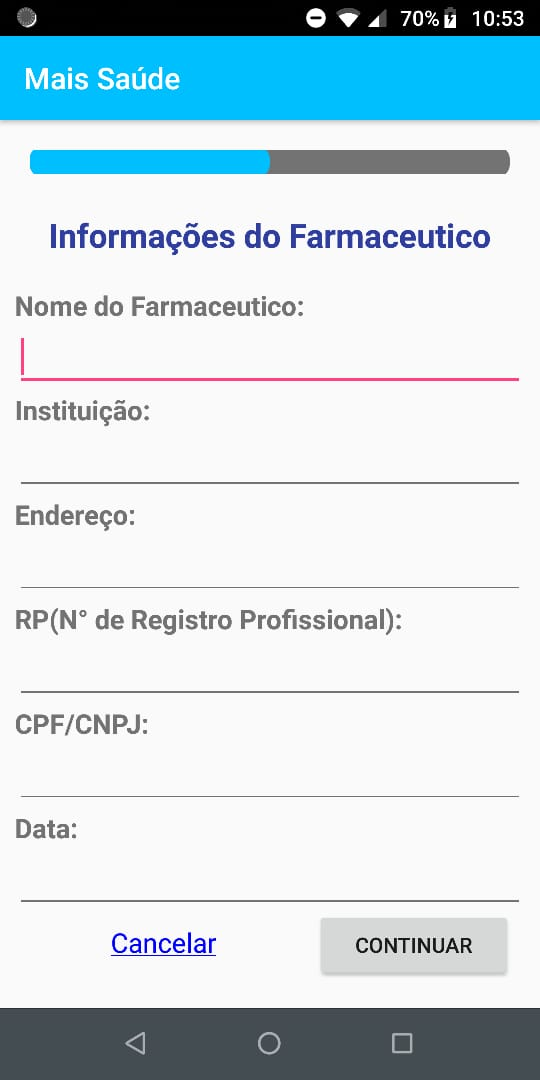 70% 10:53
Mais Saúde
Informações do Farmaceutico
Nome do Farmaceutico:
Instituição:
Endereço:
RP(N° de Registro Profissional):
CPF/CNPJ:
Data:
Cancelar CONTINUAR